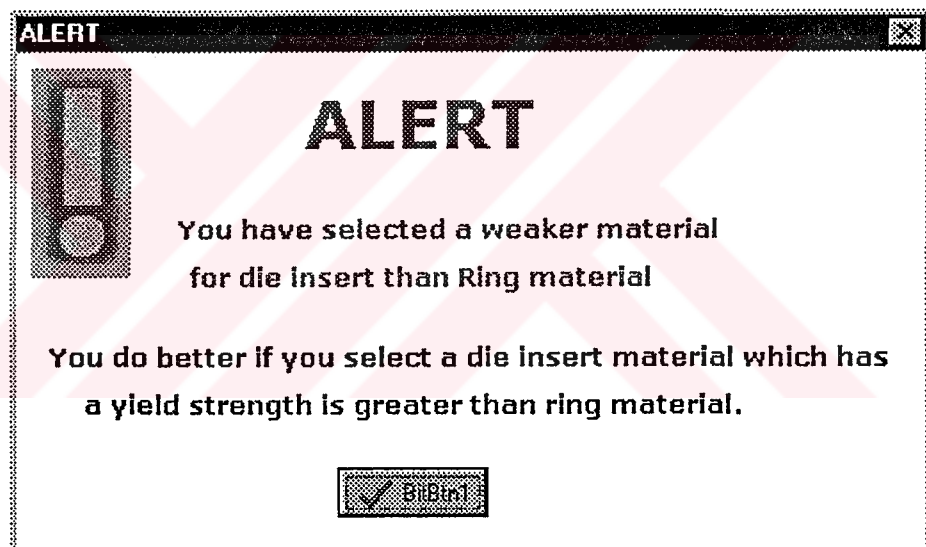 ALERT
ALERT
You have selected a weaker material
for die insert than Ring material
You do better if you select a die insert material which has
a yield strength is greater than ring material.
BitBtn1